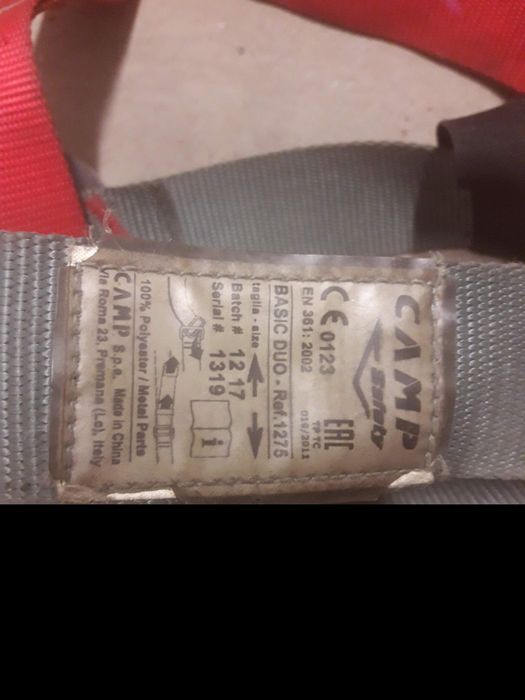 CAMP
Safety
CE 0123
EN 361: 2002
EAC
TP TC
019/2011
BASIC DUO - Ref.1275
taglia - size
Batch # 12 17
Serial # 1319
i
100% Polyester / Metal Parts
CAMP S.p.a. Made in China
Via Roma 23, Premana (Lc), Italy